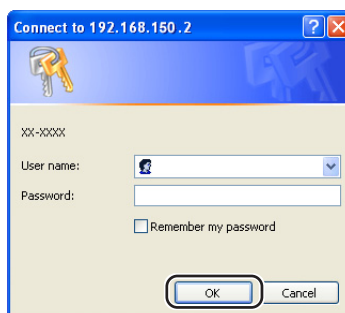 Connect to 192.168.150.2
?
XX-XXXX
User name:
Password:
Remember my password
OK
Cancel